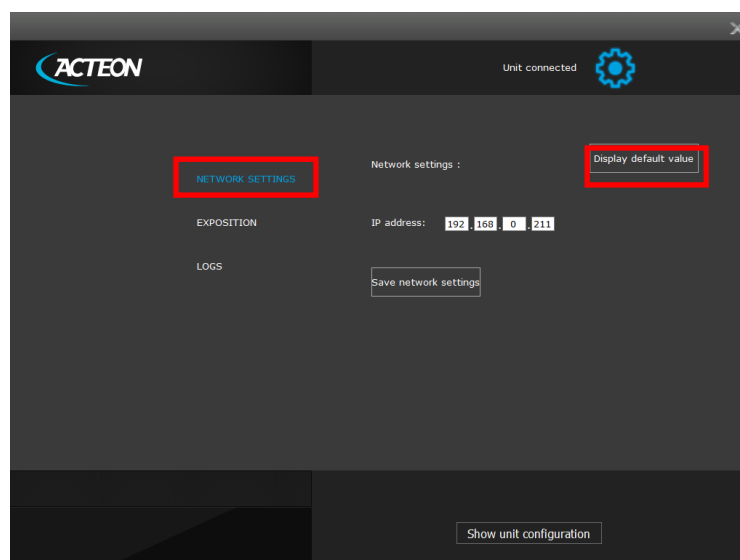 X
ACTEON
Unit connected
Network settings :
Display default value
NETWORK SETTINGS
IP address: 192 . 168 . 0 . 211
EXPOSITION
LOGS
Save network settings
Show unit configuration